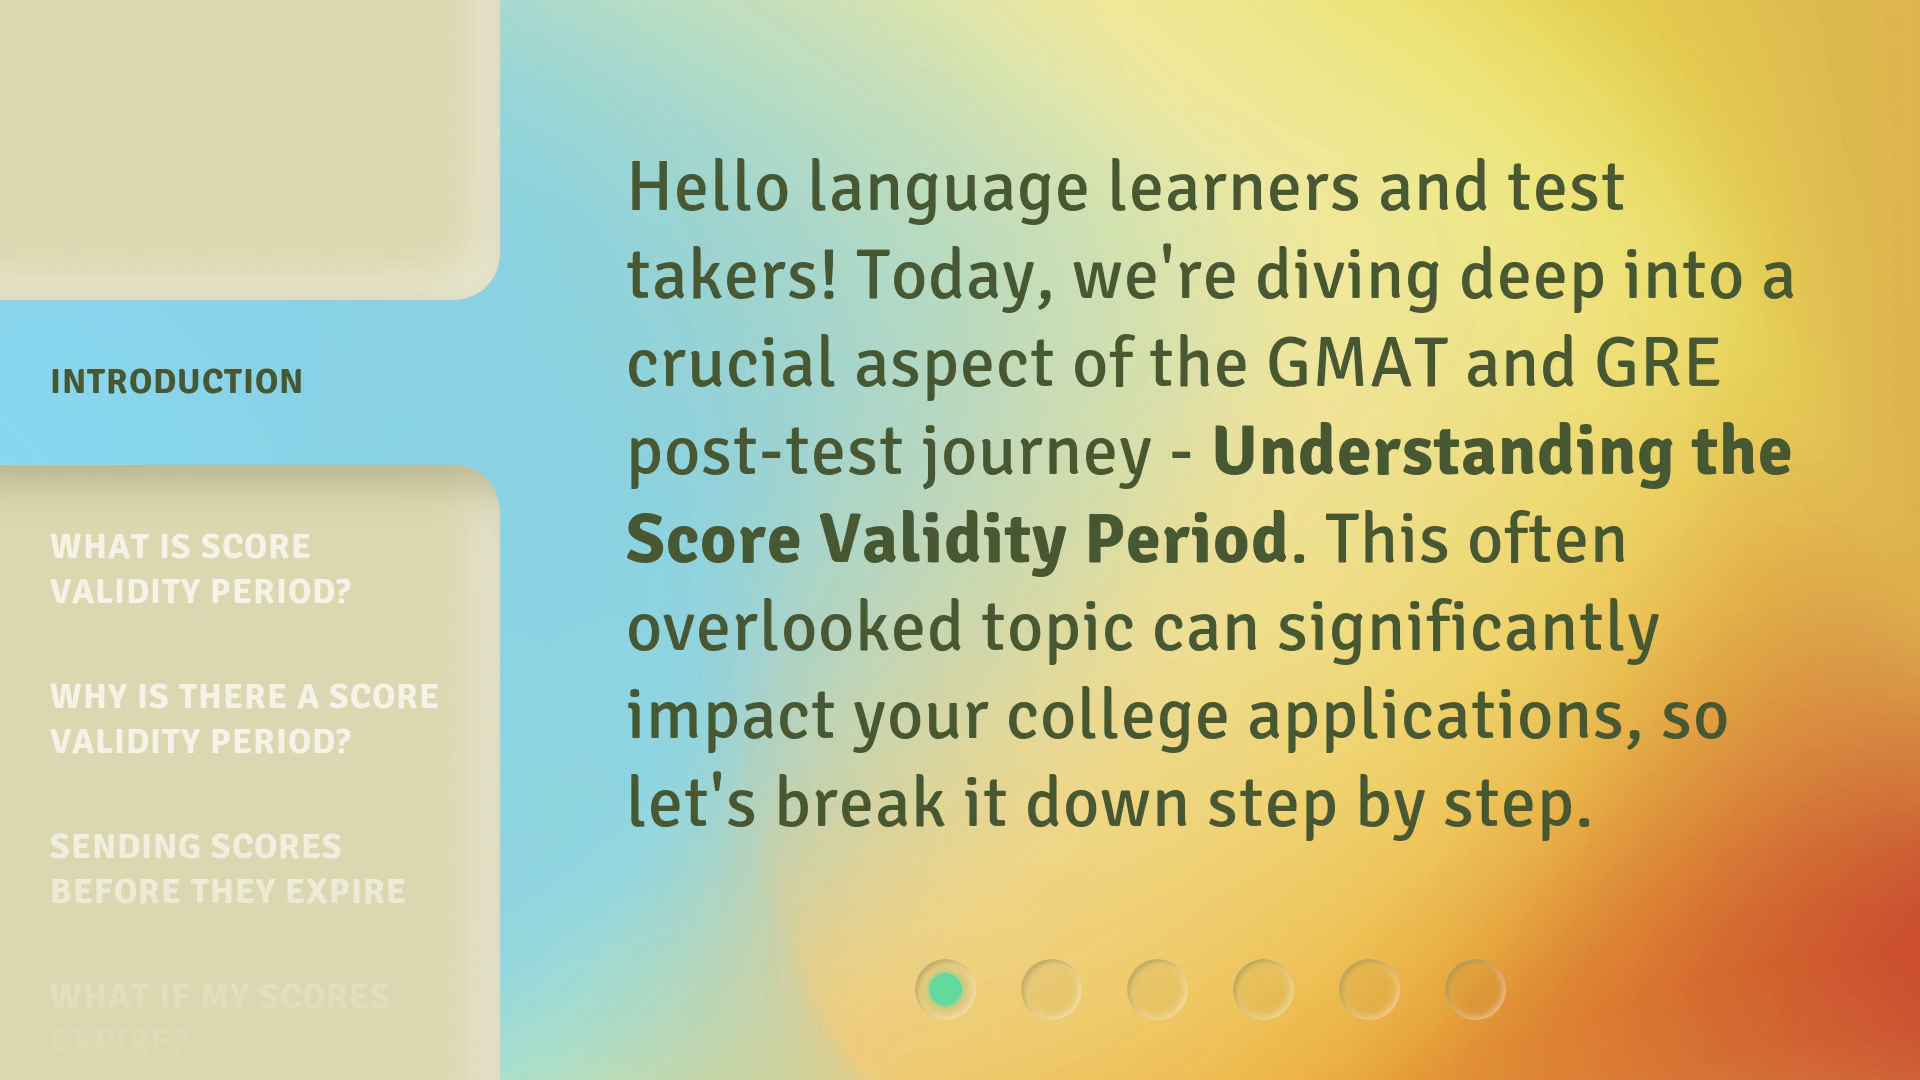 INTRODUCTION
WHAT IS SCORE
VALIDITY PERIOD?
WHY IS THERE A SCORE
VALIDITY PERIOD?
SENDING SCORES
BEFORE THEY EXPIRE
WHAT IF MY SCORES
EXPIRE?
Hello language learners and test
takers! Today, we're diving deep into a
crucial aspect of the GMAT and GRE
post-test journey - Understanding the
Score Validity Period. This often
overlooked topic can significantly
impact your college applications, so
let's break it down step by step.